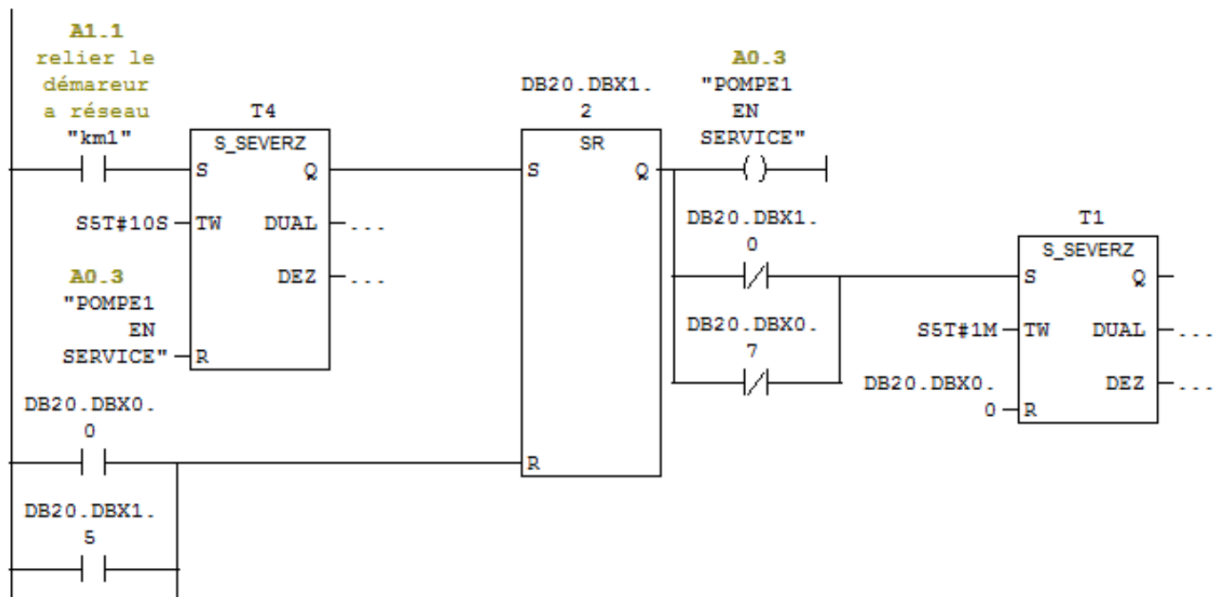 A1.1
relier le
démareur
a réseau
"km1"
T4
S_SEVERZ
S
Q
S5T#10S
TW
DUAL
...
A0.3
"POMPE1
EN
SERVICE"
DEZ
...
R
DB20.DBX0.
0
DB20.DBX1.
5
DB20.DBX1.
2
SR
S
Q
R
A0.3
"POMPE1
EN
SERVICE"
DB20.DBX1.
0
DB20.DBX0.
7
T1
S_SEVERZ
S
Q
S5T#1M
TW
DUAL
...
DB20.DBX0.
0
DEZ
...
R